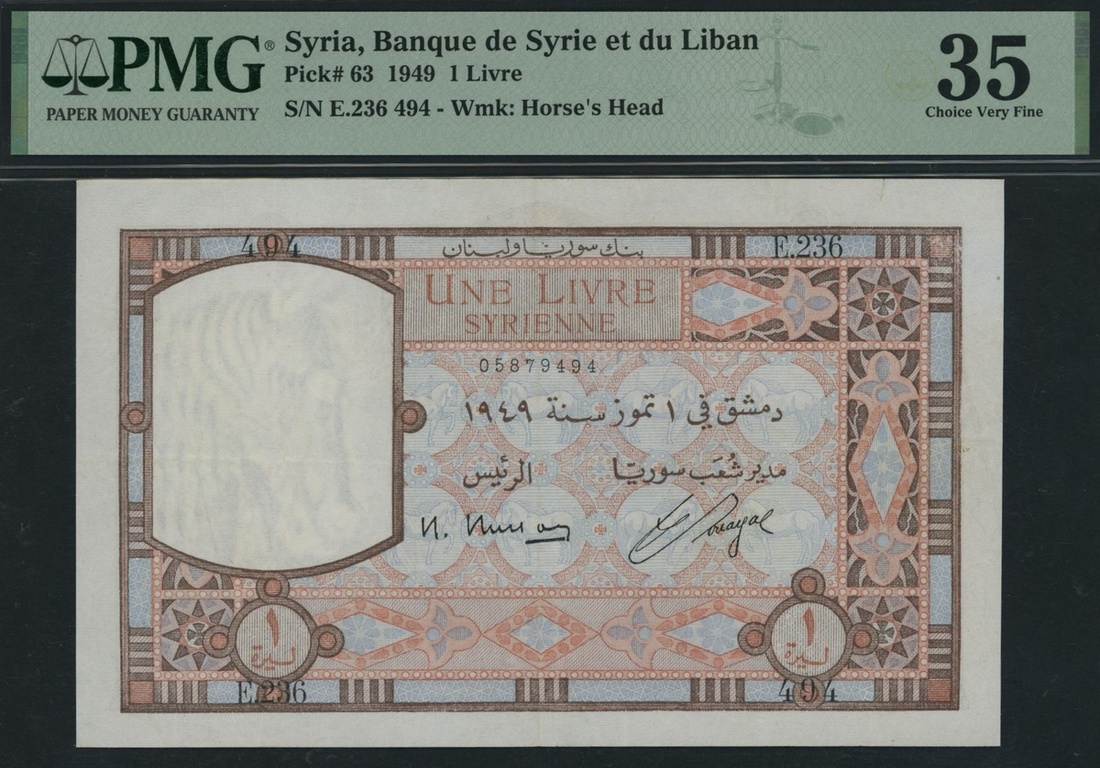 PMG®
PAPER MONEY GUARANTY
Syria, Banque de Syrie et du Liban
Pick# 63 1949 1 Livre
S/N E.236 494 - Wmk: Horse's Head
35
Choice Very Fine
494
بنك سوريا ولبنان
E.236
UNE LIVRE
SYRIENNE
05879494
دمشق في ١ تموز سنة ١٩٤٩
مدير شُعَب سوريّا
الرئيس
١
ليرة
١
ليرة
E.236
494